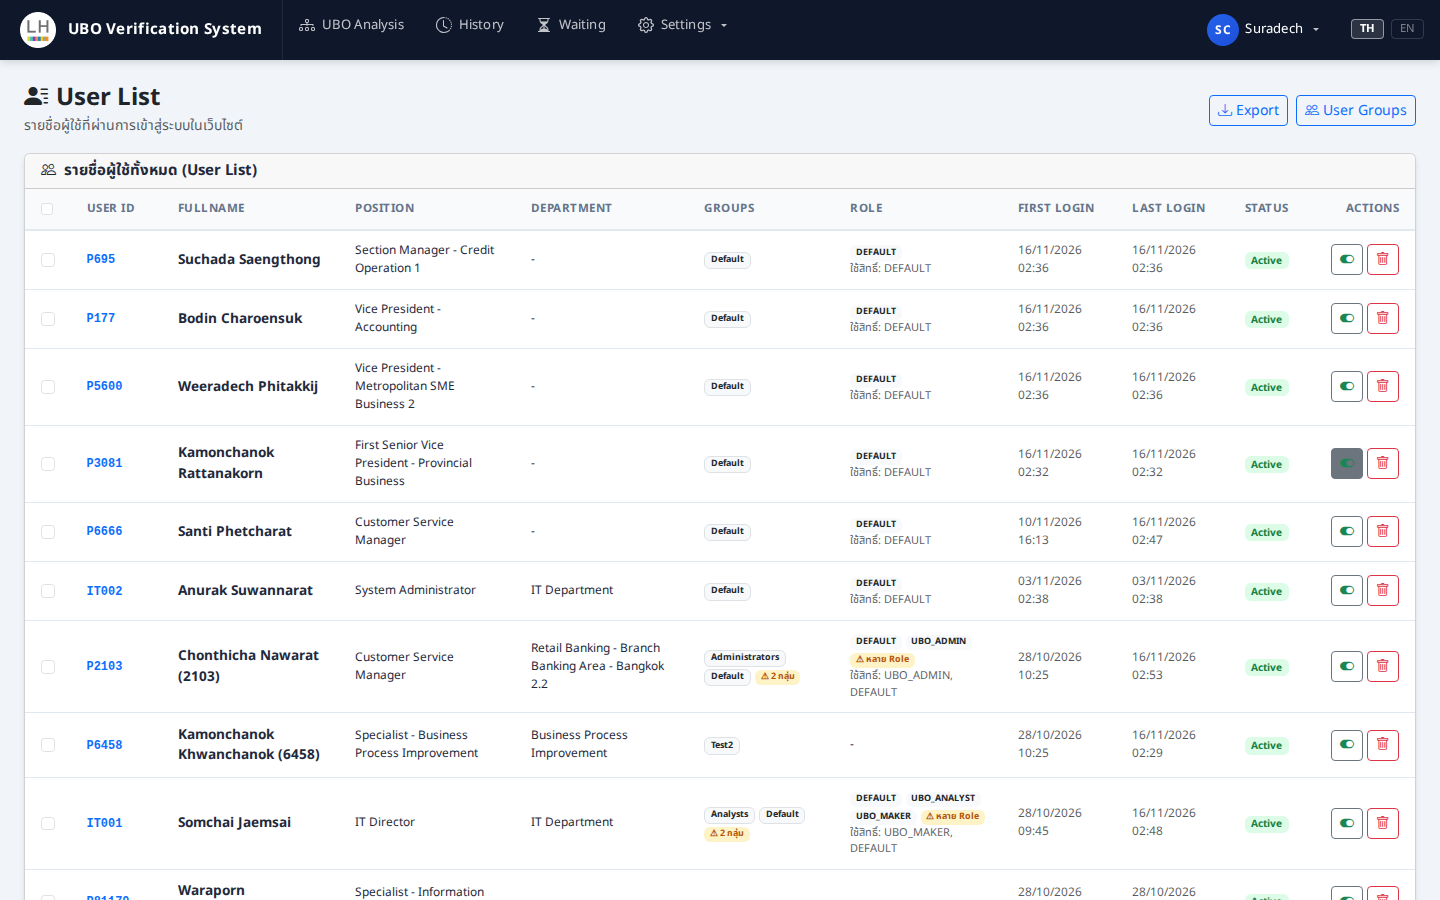 LH UBO Verification System UBO Analysis History Waiting Settings SC Suradech TH EN
User List
รายชื่อผู้ใช้ที่ผ่านการเข้าสู่ระบบในเว็บไซต์
Export User Groups
รายชื่อผู้ใช้ทั้งหมด (User List)
USER ID FULLNAME POSITION DEPARTMENT GROUPS ROLE FIRST LOGIN LAST LOGIN STATUS ACTIONS
P695 Suchada Saengthong Section Manager - Credit Operation 1 - Default DEFAULT ใช้สิทธิ์: DEFAULT 16/11/2026 02:36 16/11/2026 02:36 Active
P177 Bodin Charoensuk Vice President - Accounting - Default DEFAULT ใช้สิทธิ์: DEFAULT 16/11/2026 02:36 16/11/2026 02:36 Active
P5600 Weeradech Phitakkij Vice President - Metropolitan SME Business 2 - Default DEFAULT ใช้สิทธิ์: DEFAULT 16/11/2026 02:36 16/11/2026 02:36 Active
P3081 Kamonchanok Rattanakorn First Senior Vice President - Provincial Business - Default DEFAULT ใช้สิทธิ์: DEFAULT 16/11/2026 02:32 16/11/2026 02:32 Active
P6666 Santi Phetcharat Customer Service Manager - Default DEFAULT ใช้สิทธิ์: DEFAULT 10/11/2026 16:13 16/11/2026 02:47 Active
IT002 Anurak Suwannarat System Administrator IT Department Default DEFAULT ใช้สิทธิ์: DEFAULT 03/11/2026 02:38 03/11/2026 02:38 Active
P2103 Chonthicha Nawarat (2103) Customer Service Manager Retail Banking - Branch Banking Area - Bangkok 2.2 Administrators Default 2 กลุ่ม DEFAULT UBO_ADMIN หลาย Role ใช้สิทธิ์: UBO_ADMIN, DEFAULT 28/10/2026 10:25 16/11/2026 02:53 Active
P6458 Kamonchanok Khwanchanok (6458) Specialist - Business Process Improvement Business Process Improvement Test2 - 28/10/2026 10:25 16/11/2026 02:29 Active
IT001 Somchai Jaemsai IT Director IT Department Analysts Default 2 กลุ่ม DEFAULT UBO_ANALYST UBO_MAKER หลาย Role ใช้สิทธิ์: UBO_MAKER, DEFAULT 28/10/2026 09:45 16/11/2026 02:48 Active
Waraporn Specialist - Information 28/10/2026 28/10/2026